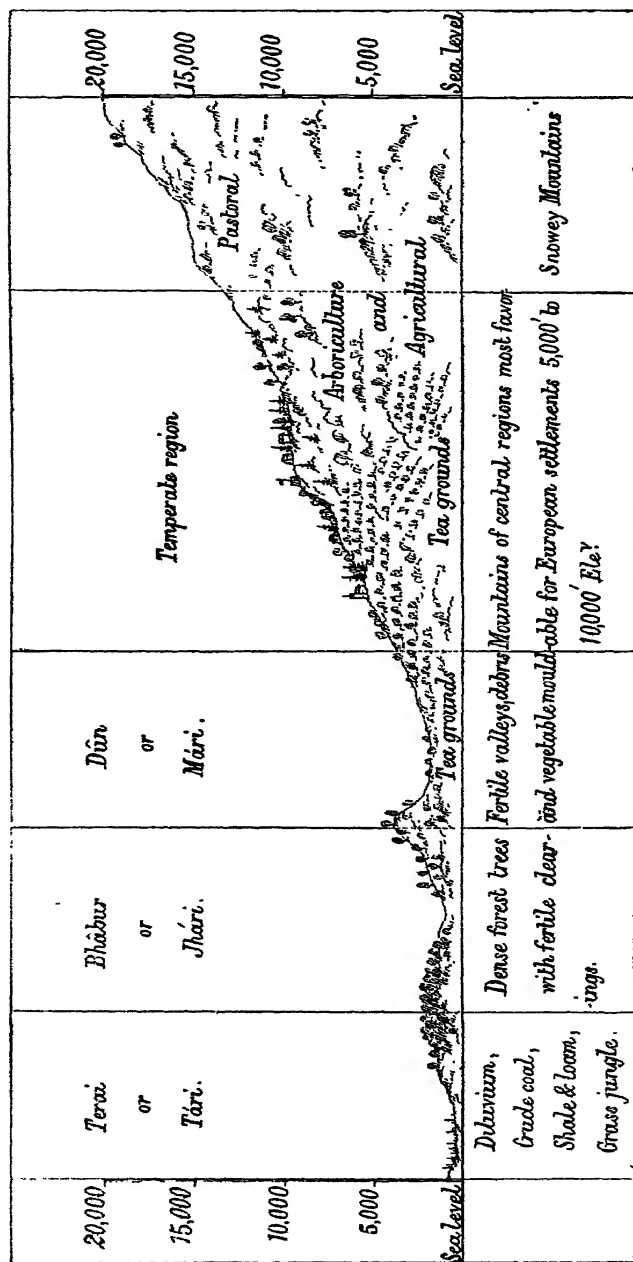 20,000
15,000
10.000
5,000
Sea level
Terai
or
Tári.
Bhâbur
or
Jhári.
Dûn
or
Mári.
Temperate region
Pastoral
Arboriculture
and
Agricultural
Tea grounds
Tea grounds
20,000
15,000
10,000
5,000
Sea level
Diluvium,
Crude coal,
Shale & loam,
Grass jungle.
Dense forest trees
with fertile clear-
-ings.
Fertile valleys, debris
and vegetable mould
Mountains of central regions most favor-
-able for European settlements 5,000' to
10,000' Ele.ⁿ
Snowey Mountains